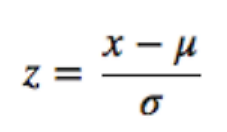 z = (x − μ) / σ